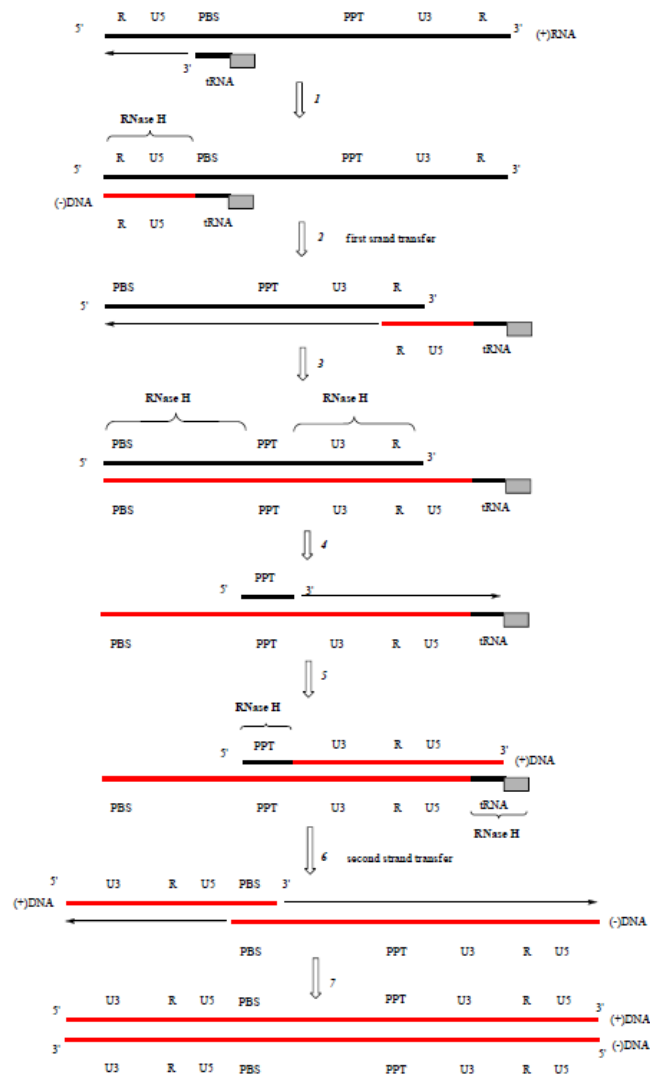 R U5 PBS PPT U3 R
5' 3' (+)RNA
3'
tRNA
1
RNase H
R U5 PBS PPT U3 R
5' 3'
(-)DNA
R U5 tRNA
2 first srand transfer
PBS PPT U3 R
5' 3'
R U5 tRNA
3
RNase H RNase H
PBS PPT U3 R
5' 3'
PBS PPT U3 R U5 tRNA
4
PPT
5' 3'
PBS PPT U3 R U5 tRNA
5
RNase H
5' PPT U3 R U5 3'
(+)DNA
PBS PPT U3 R U5 tRNA
RNase H
6 second strand transfer
5' U3 R U5 PBS 3'
(+)DNA
(-)DNA
PBS PPT U3 R U5
7
U3 R U5 PBS PPT U3 R U5
5' 3'
(+)DNA
3' (-)DNA
5'
U3 R U5 PBS PPT U3 R U5